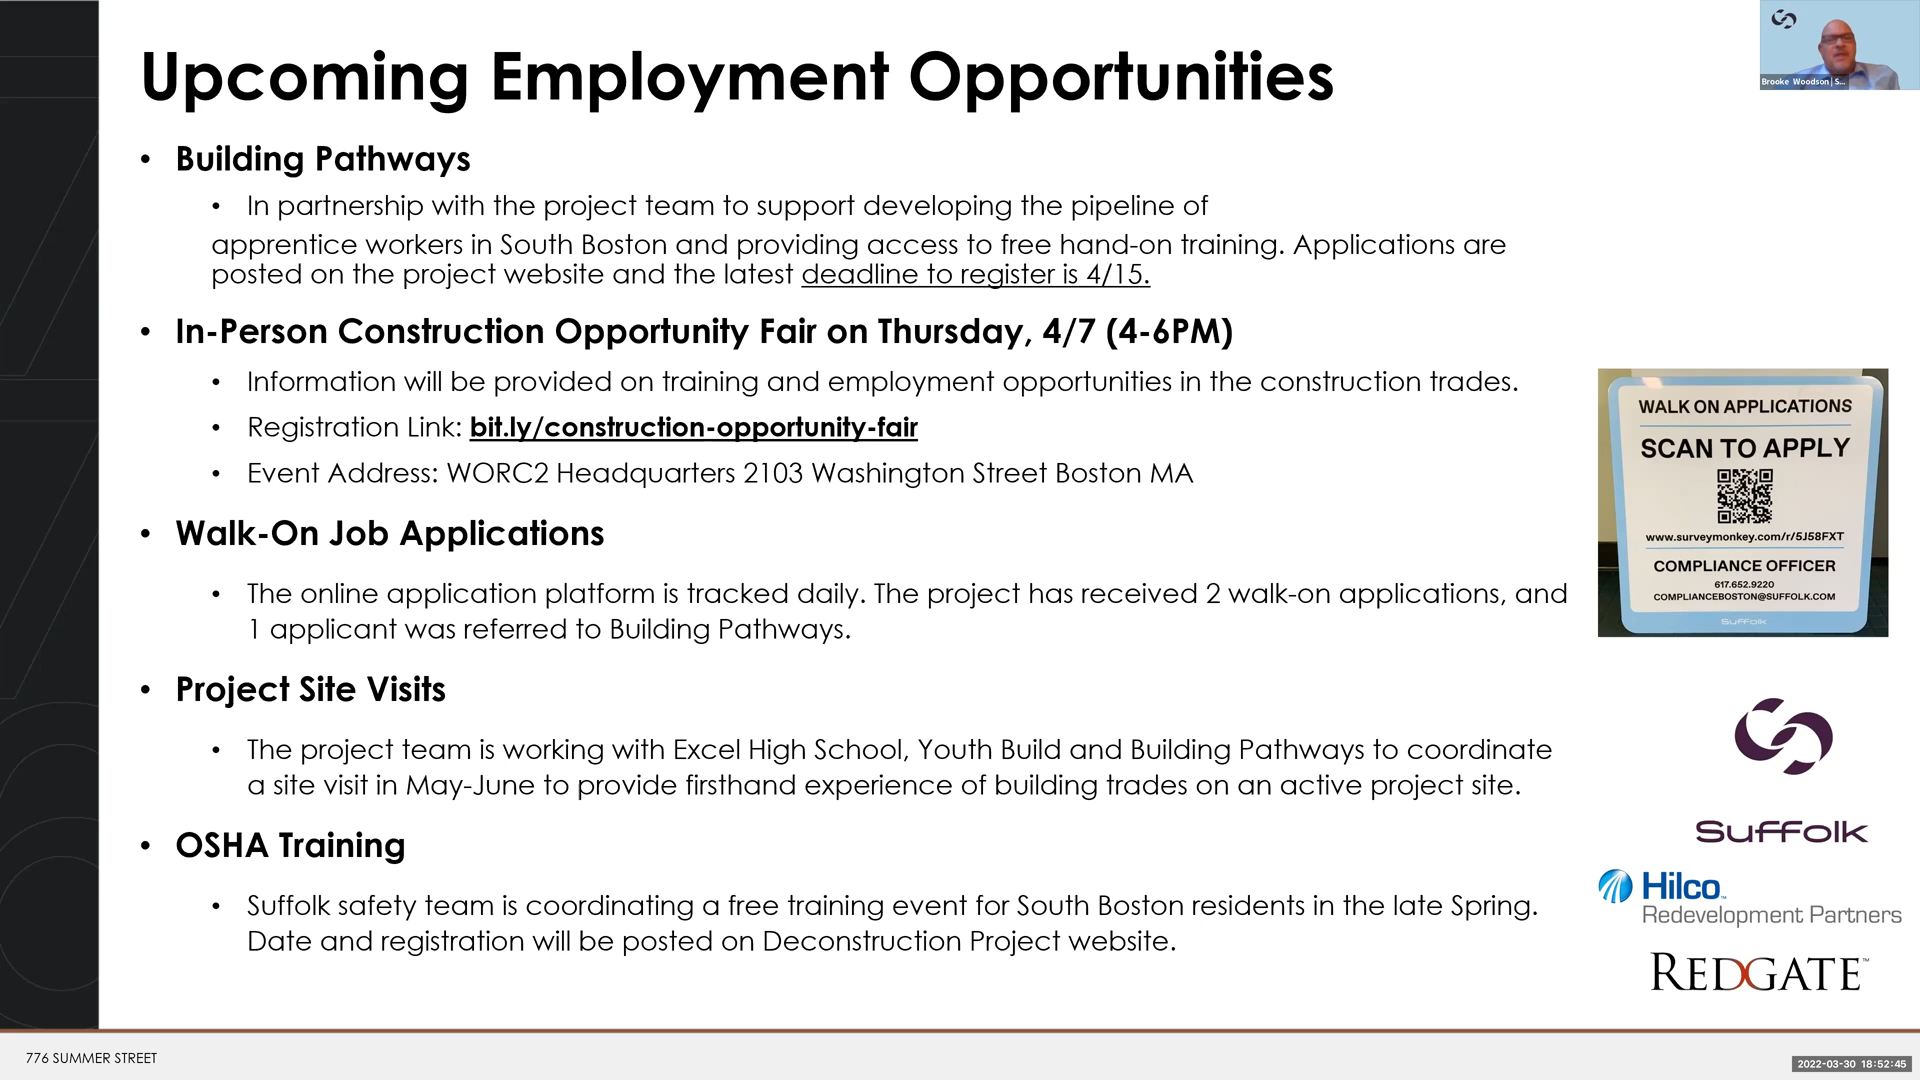 Upcoming Employment Opportunities
Brooke Woodson | S...
• Building Pathways
• In partnership with the project team to support developing the pipeline of
apprentice workers in South Boston and providing access to free hand-on training. Applications are
posted on the project website and the latest deadline to register is 4/15.
• In-Person Construction Opportunity Fair on Thursday, 4/7 (4-6PM)
• Information will be provided on training and employment opportunities in the construction trades.
• Registration Link: bit.ly/construction-opportunity-fair
• Event Address: WORC2 Headquarters 2103 Washington Street Boston MA
• Walk-On Job Applications
• The online application platform is tracked daily. The project has received 2 walk-on applications, and
1 applicant was referred to Building Pathways.
• Project Site Visits
• The project team is working with Excel High School, Youth Build and Building Pathways to coordinate
a site visit in May-June to provide firsthand experience of building trades on an active project site.
• OSHA Training
• Suffolk safety team is coordinating a free training event for South Boston residents in the late Spring.
Date and registration will be posted on Deconstruction Project website.
WALK ON APPLICATIONS
SCAN TO APPLY
www.surveymonkey.com/r/5J58FXT
COMPLIANCE OFFICER
617.652.9220
COMPLIANCEBOSTON@SUFFOLK.COM
Suffolk
Suffolk
Hilco™
Redevelopment Partners
REDGATE™
776 SUMMER STREET
2022-03-30 18:52:45